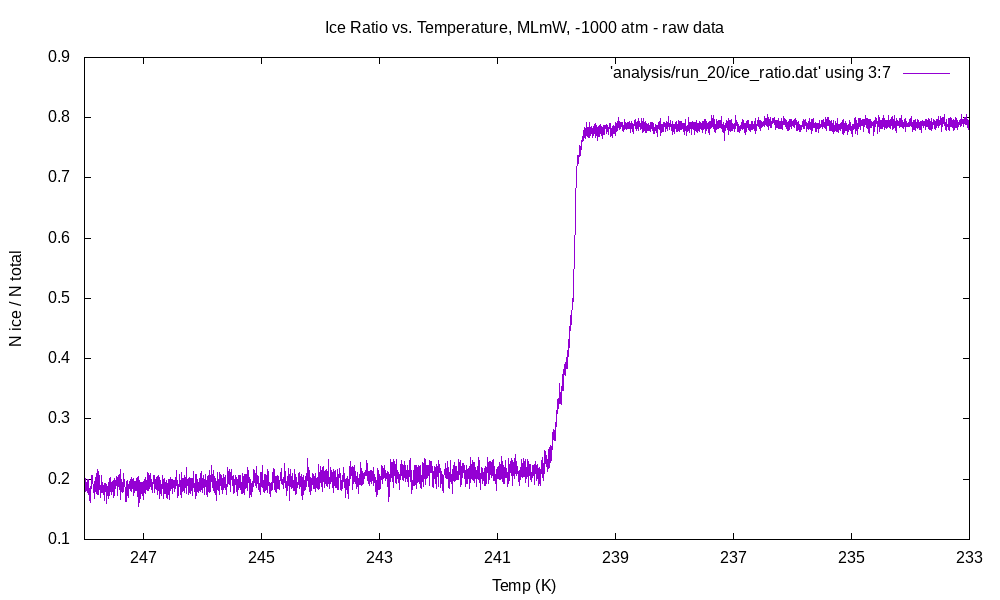 Ice Ratio vs. Temperature, MLmW, -1000 atm - raw data
'analysis/run_20/ice_ratio.dat' using 3:7
0.9
0.8
0.7
0.6
0.5
0.4
0.3
0.2
0.1
N ice / N total
247 245 243 241 239 237 235 233
Temp (K)